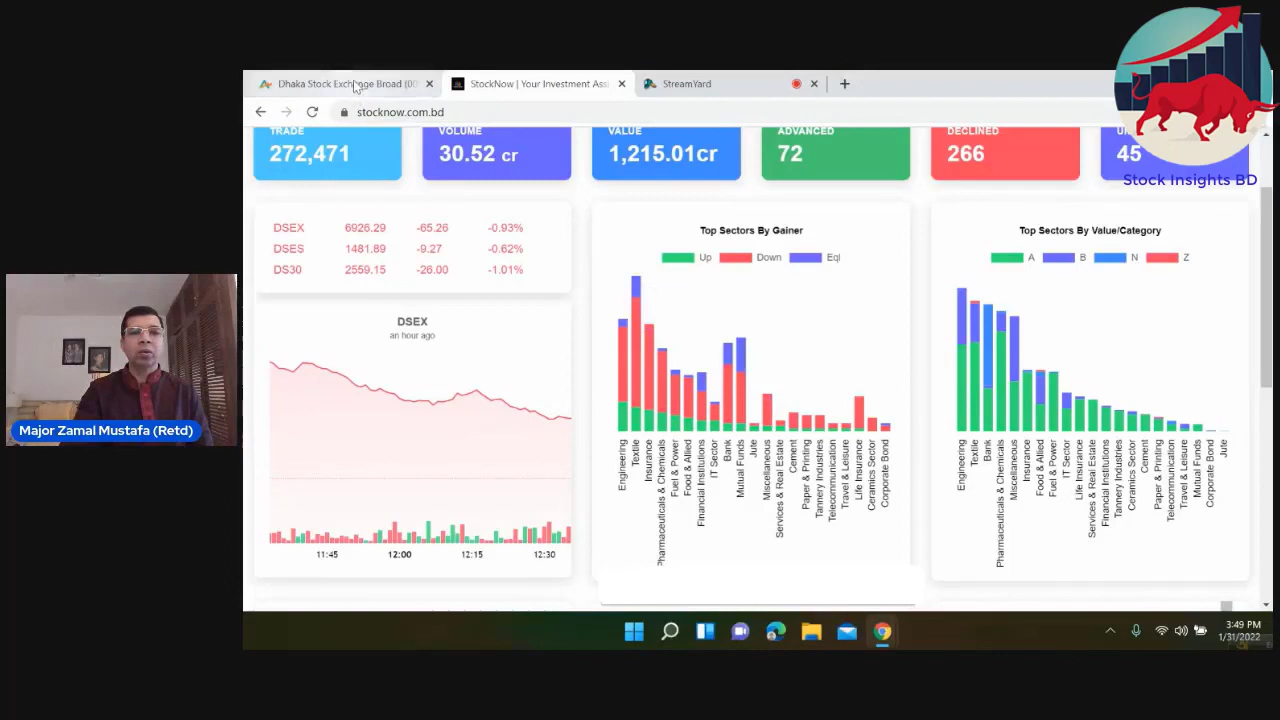 Dhaka Stock Exchange Broad (00
StockNow | Your Investment Assi
StreamYard
stocknow.com.bd
TRADE
272,471
VOLUME
30.52 cr
VALUE
1,215.01cr
ADVANCED
72
DECLINED
266
45
Stock Insights BD
DSEX 6926.29 -65.26 -0.93%
DSES 1481.89 -9.27 -0.62%
DS30 2559.15 -26.00 -1.01%
DSEX
an hour ago
11:45 12:00 12:15 12:30
Top Sectors By Gainer
Up Down Eql
Engineering
Textile
Insurance
Pharmaceuticals & Chemicals
Fuel & Power
Food & Allied
Financial Institutions
IT Sector
Bank
Mutual Funds
Jute
Miscellaneous
Services & Real Estate
Cement
Paper & Printing
Tannery Industries
Telecommunication
Travel & Leisure
Life Insurance
Ceramics Sector
Corporate Bond
Top Sectors By Value/Category
A B N Z
Engineering
Textile
Bank
Pharmaceuticals & Chemicals
Miscellaneous
Insurance
Food & Allied
Fuel & Power
IT Sector
Life Insurance
Services & Real Estate
Financial Institutions
Tannery Industries
Ceramics Sector
Cement
Paper & Printing
Telecommunication
Travel & Leisure
Mutual Funds
Corporate Bond
Jute
Major Zamal Mustafa (Retd)
3:49 PM
1/31/2022